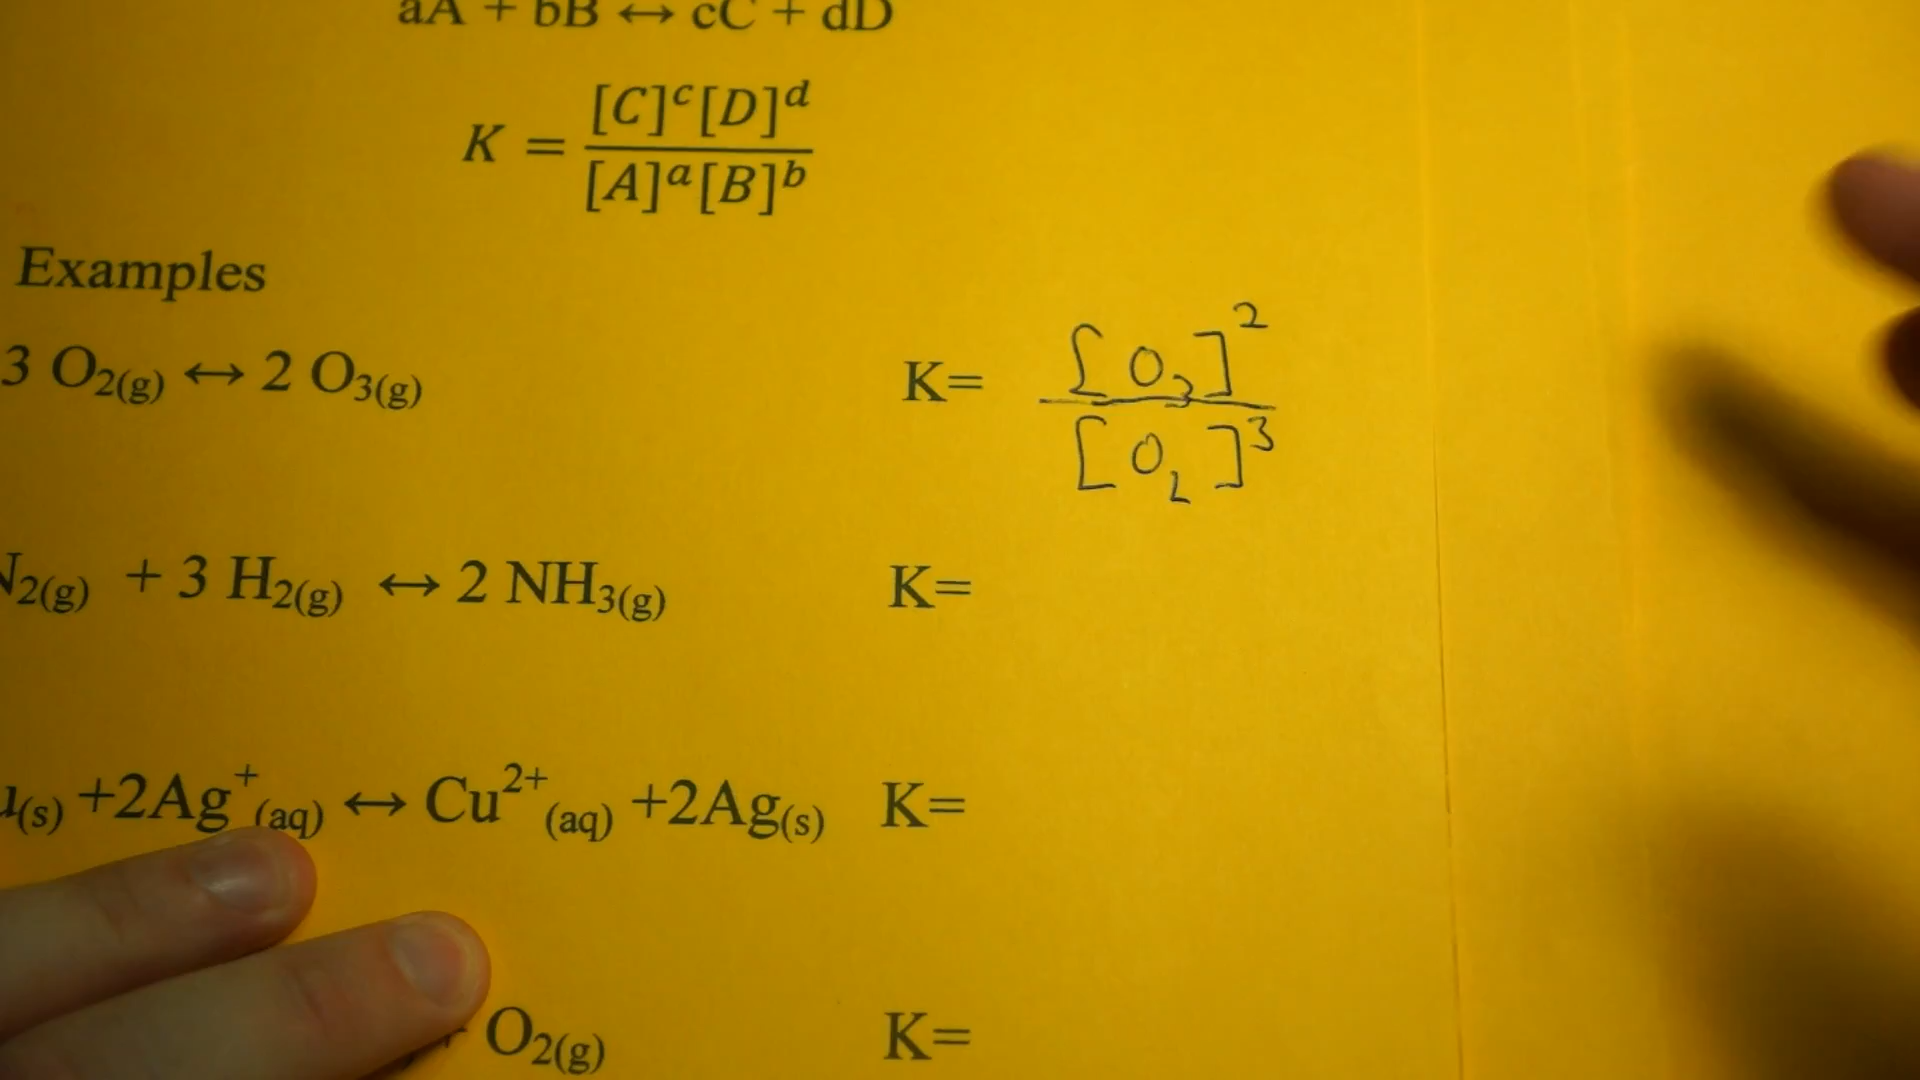 aA + bB ↔ cC + dD
K = [C]ᶜ[D]ᵈ / [A]ᵃ[B]ᵇ
Examples
3 O₂(g) ↔ 2 O₃(g) K= [O₃]² / [O₂]³
N₂(g) + 3 H₂(g) ↔ 2 NH₃(g) K=
(s) +2Ag⁺(aq) ↔ Cu²⁺(aq) +2Ag(s) K=
O₂(g) K=